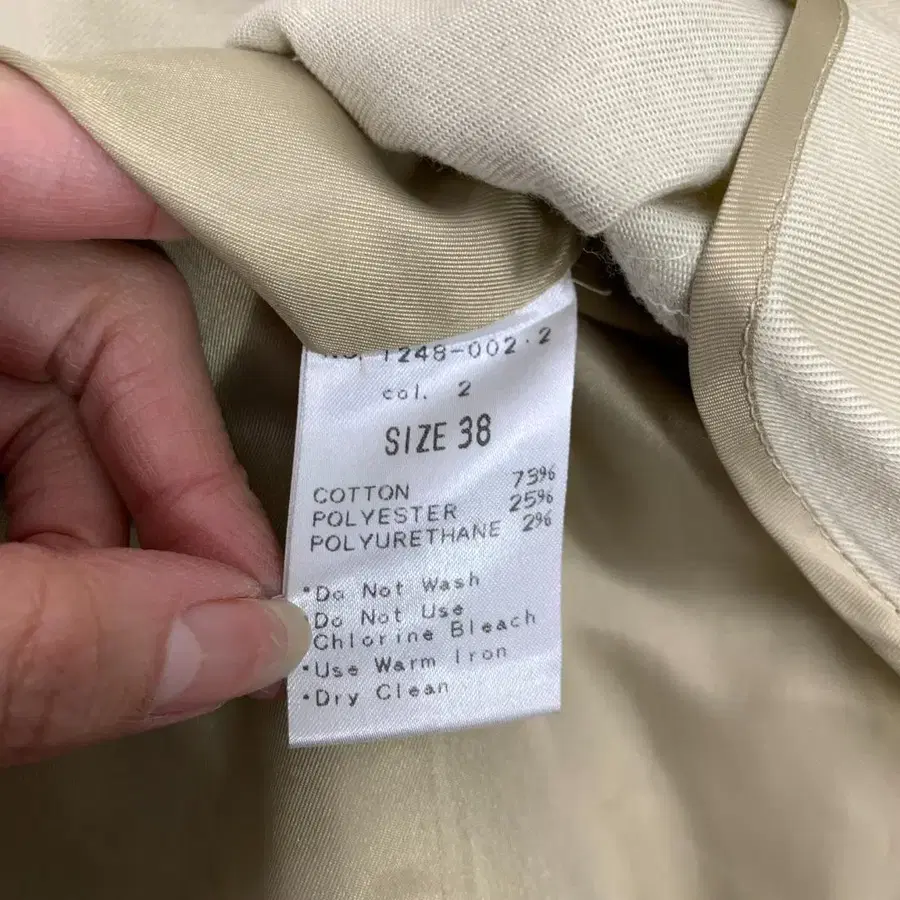 1248-002.2
col. 2
SIZE 38
COTTON 73%
POLYESTER 25%
POLYURETHANE 2%
•Do Not Wash
•Do Not Use
Chlorine Bleach
•Use Warm Iron
•Dry Clean